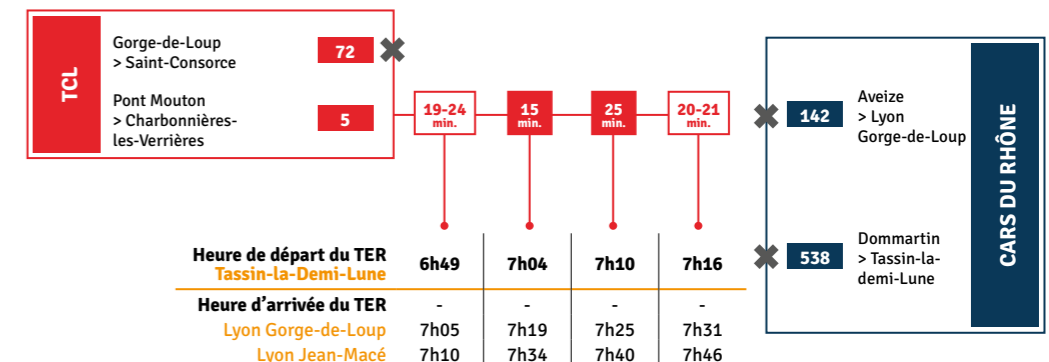 TCL
Gorge-de-Loup
> Saint-Consorce
72
Pont Mouton
> Charbonnières-
les-Verrières
5
19-24
min.
15
min.
25
min.
20-21
min.
142
Aveize
> Lyon
Gorge-de-Loup
538
Dommartin
> Tassin-la-
demi-Lune
CARS DU RHÔNE
Heure de départ du TER
Tassin-la-Demi-Lune
6h49 7h04 7h10 7h16
Heure d’arrivée du TER - - - -
Lyon Gorge-de-Loup 7h05 7h19 7h25 7h31
Lyon Jean-Macé 7h10 7h34 7h40 7h46